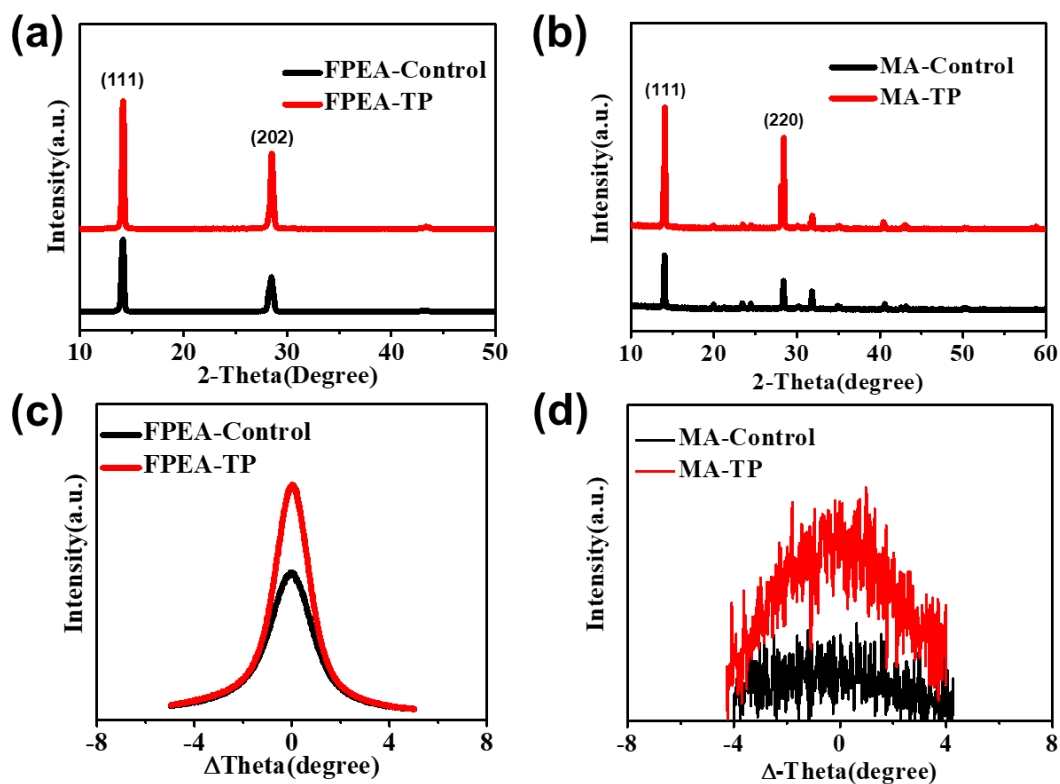 (a)
FPEA-Control
FPEA-TP
(111)
(202)
Intensity(a.u.)
10 20 30 40 50
2-Theta(Degree)
(b)
MA-Control
MA-TP
(111)
(220)
Intensity(a.u.)
10 20 30 40 50 60
2-Theta(degree)
(c)
FPEA-Control
FPEA-TP
Intensity(a.u.)
-8 -4 0 4 8
ΔTheta(degree)
(d)
MA-Control
MA-TP
Intensity(a.u.)
-8 -4 0 4 8
Δ-Theta(degree)